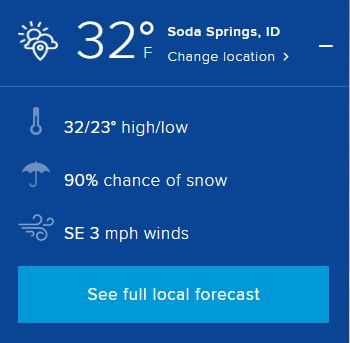 32° F
Soda Springs, ID
Change location >
32/23° high/low
90% chance of snow
SE 3 mph winds
See full local forecast